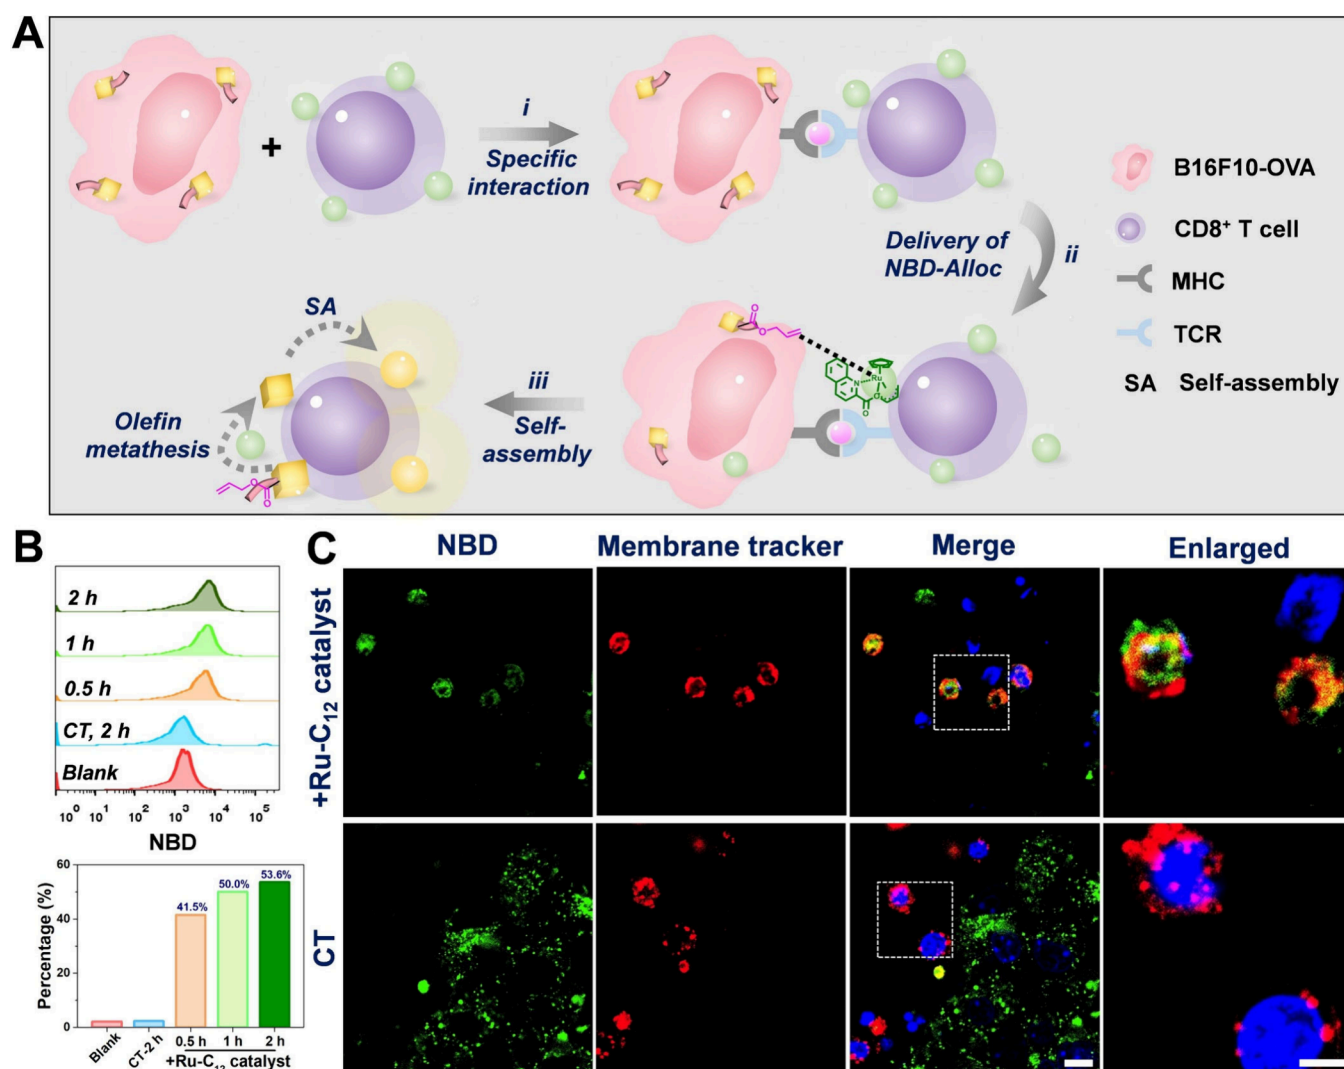 A
+
i
Specific
interaction
B16F10-OVA
CD8⁺ T cell
Delivery of
NBD-Alloc
ii
MHC
TCR
SA Self-assembly
SA
Olefin
metathesis
iii
Self-
assembly
O
O
N
Ru
O
O
O
O
B
2 h
1 h
0.5 h
CT, 2 h
Blank
10⁰ 10¹ 10² 10³ 10⁴ 10⁵
NBD
Percentage (%)
60
40
20
0
41.5%
50.0%
53.6%
Blank
CT-2 h
0.5 h 1 h 2 h
+Ru-C₁₂ catalyst
C
NBD Membrane tracker Merge Enlarged
+Ru-C₁₂ catalyst
CT